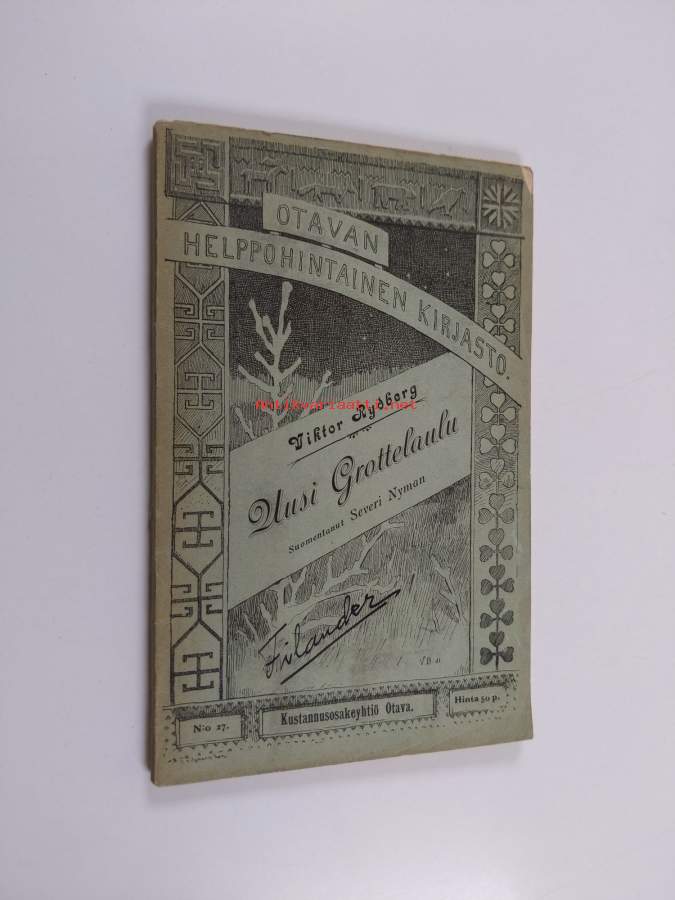 OTAVAN
HELPPOHINTAINEN KIRJASTO.
Antikvariaatti.net
Viktor Rydberg
Uusi Grottelaulu
Suomentanut Severi Nyman
Filander
N:o 27.
Kustannusosakeyhtiö Otava.
Hinta 50 p.